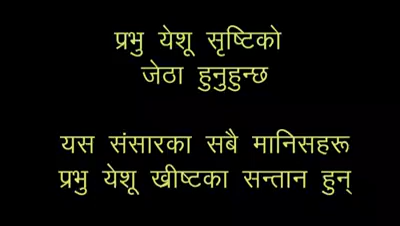 प्रभु येशू सृष्टिको
जेठा हुनुहुन्छ
यस संसारका सबै मानिसहरू
प्रभु येशू ख्रीष्टका सन्तान हुन्